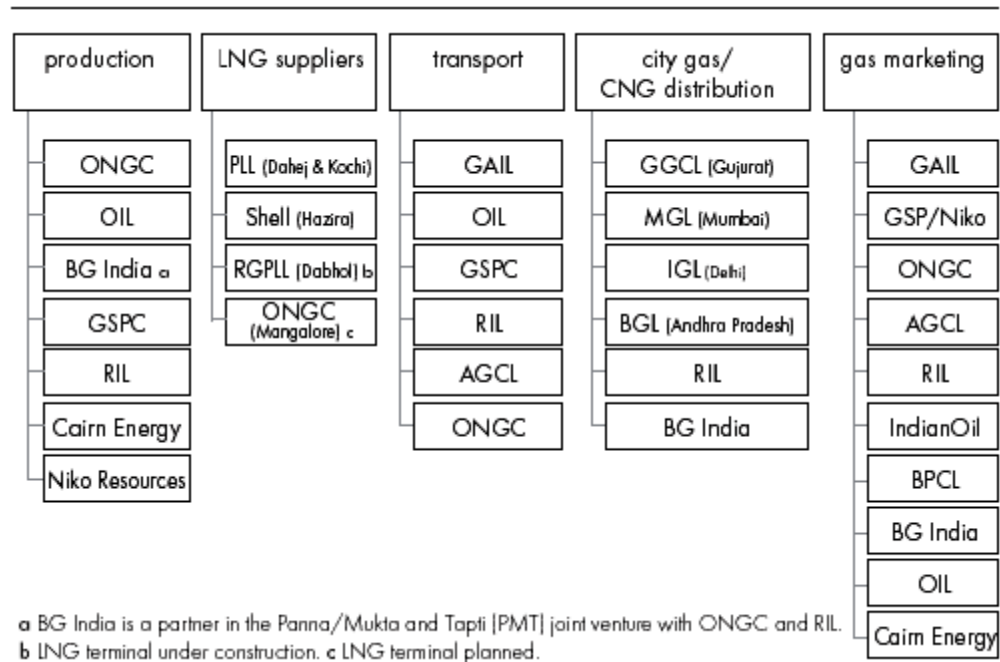 production
ONGC
OIL
BG India a
GSPC
RIL
Cairn Energy
Niko Resources
LNG suppliers
PLL (Dahej & Kochi)
Shell (Hazira)
RGPLL (Dabhol) b
ONGC
(Mangalore) c
transport
GAIL
OIL
GSPC
RIL
AGCL
ONGC
city gas/
CNG distribution
GGCL (Gujurat)
MGL (Mumbai)
IGL (Delhi)
BGL (Andhra Pradesh)
RIL
BG India
gas marketing
GAIL
GSP/Niko
ONGC
AGCL
RIL
IndianOil
BPCL
BG India
OIL
Cairn Energy
a BG India is a partner in the Panna/Mukta and Tapti (PMT) joint venture with ONGC and RIL.
b LNG terminal under construction. c LNG terminal planned.